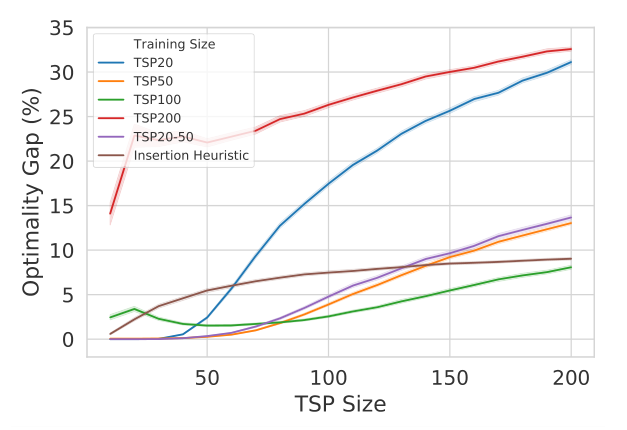 35
30
25
20
15
10
5
0
Optimality Gap (%)
Training Size
TSP20
TSP50
TSP100
TSP200
TSP20-50
Insertion Heuristic
50
100
150
200
TSP Size